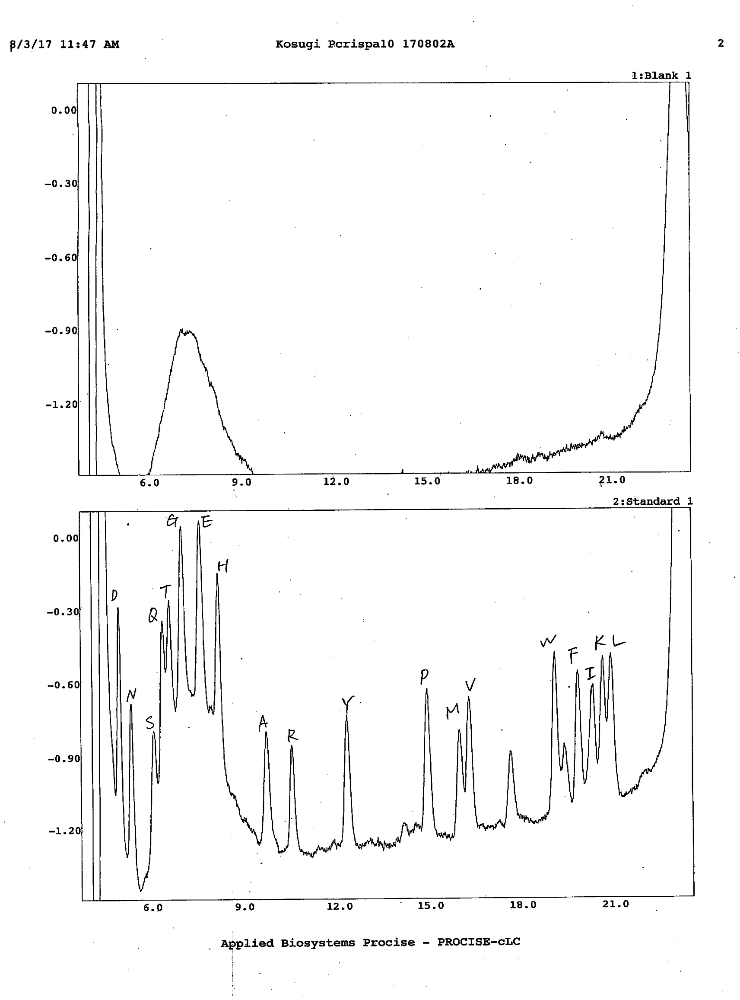 8/3/17 11:47 AM Kosugi Pcrispa10 170802A 2
1:Blank 1
0.00
-0.30
-0.60
-0.90
-1.20
6.0 9.0 12.0 15.0 18.0 21.0
2:Standard 1
G E
0.00
H
D T
-0.30
Q
W F K L
I
P
-0.60
N V
Y M
S A
R
-0.90
-1.20
6.0 9.0 12.0 15.0 18.0 21.0
Applied Biosystems Procise - PROCISE-cLC